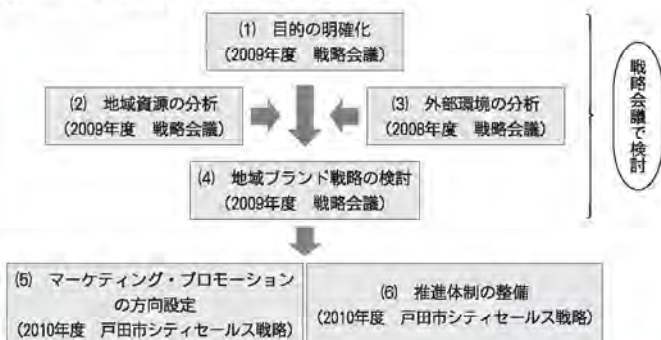 (1) 目的の明確化
(2009年度 戦略会議)
(2) 地域資源の分析
(2009年度 戦略会議)
(3) 外部環境の分析
(2008年度 戦略会議)
(4) 地域ブランド戦略の検討
(2009年度 戦略会議)
戦略会議で検討
(5) マーケティング・プロモーション
の方向設定
(2010年度 戸田市シティセールス戦略)
(6) 推進体制の整備
(2010年度 戸田市シティセールス戦略)